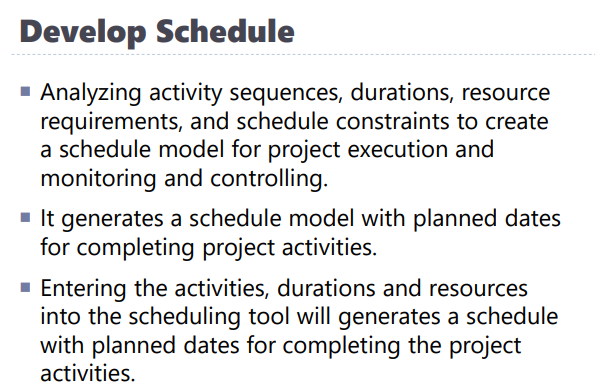 Develop Schedule
Analyzing activity sequences, durations, resource
requirements, and schedule constraints to create
a schedule model for project execution and
monitoring and controlling.
It generates a schedule model with planned dates
for completing project activities.
Entering the activities, durations and resources
into the scheduling tool will generates a schedule
with planned dates for completing the project
activities.